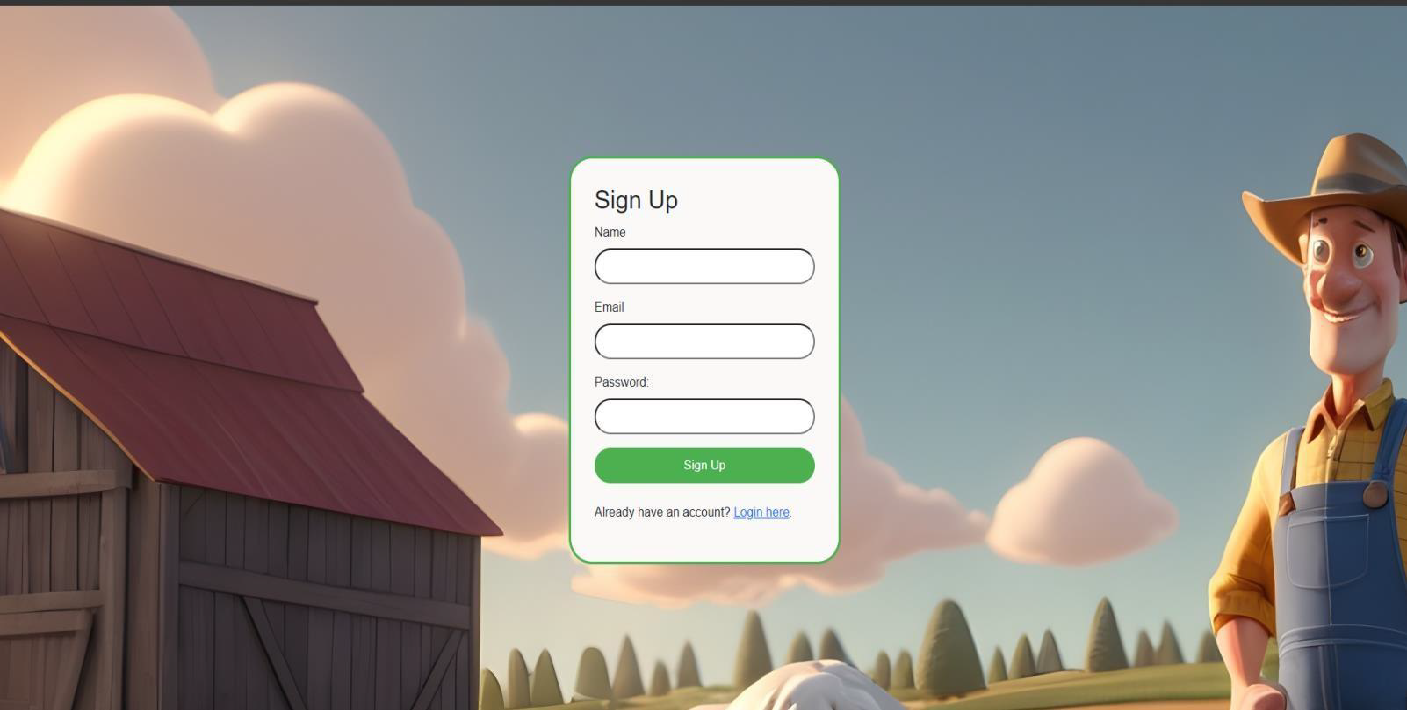 Sign Up
Name
Email
Password:
Sign Up
Already have an account? Login here.